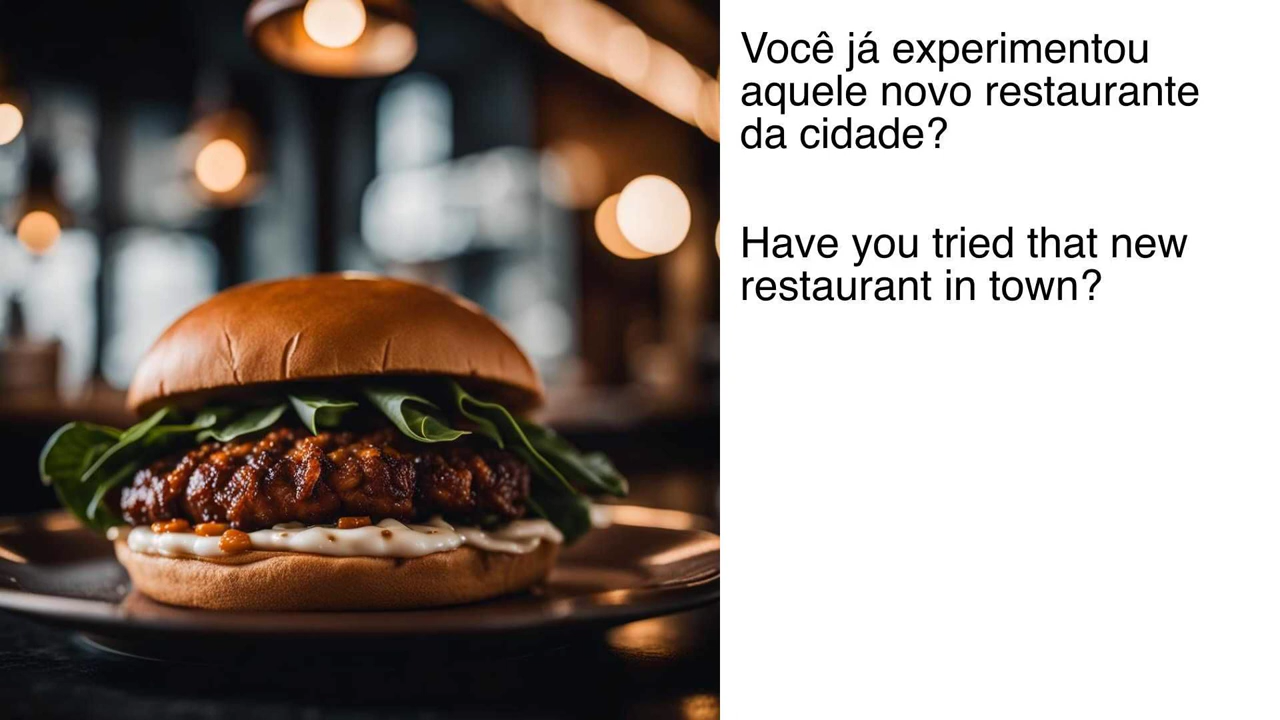 Você já experimentou
aquele novo restaurante
da cidade?
Have you tried that new
restaurant in town?